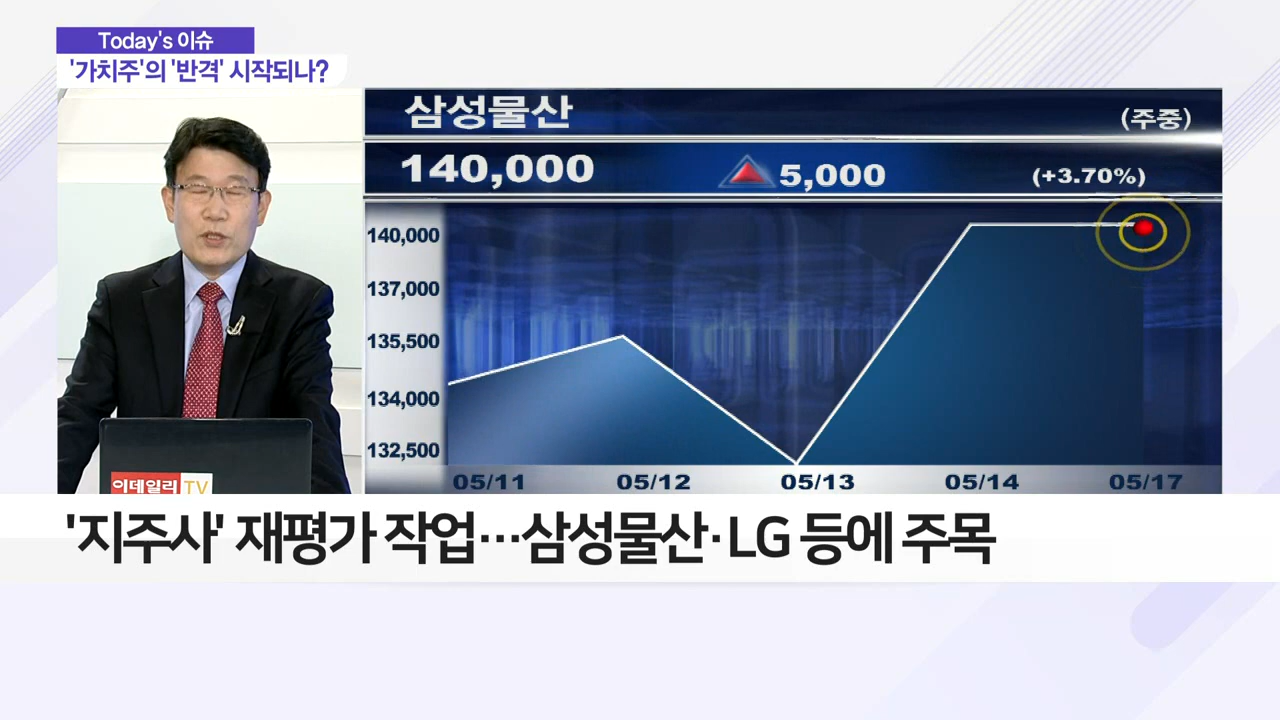 Today's 이슈
'가치주'의 '반격' 시작되나?
삼성물산
(주중)
140,000
5,000
(+3.70%)
140,000
137,000
135,500
134,000
132,500
05/11
05/12
05/13
05/14
05/17
이데일리 TV
'지주사' 재평가 작업…삼성물산·LG 등에 주목